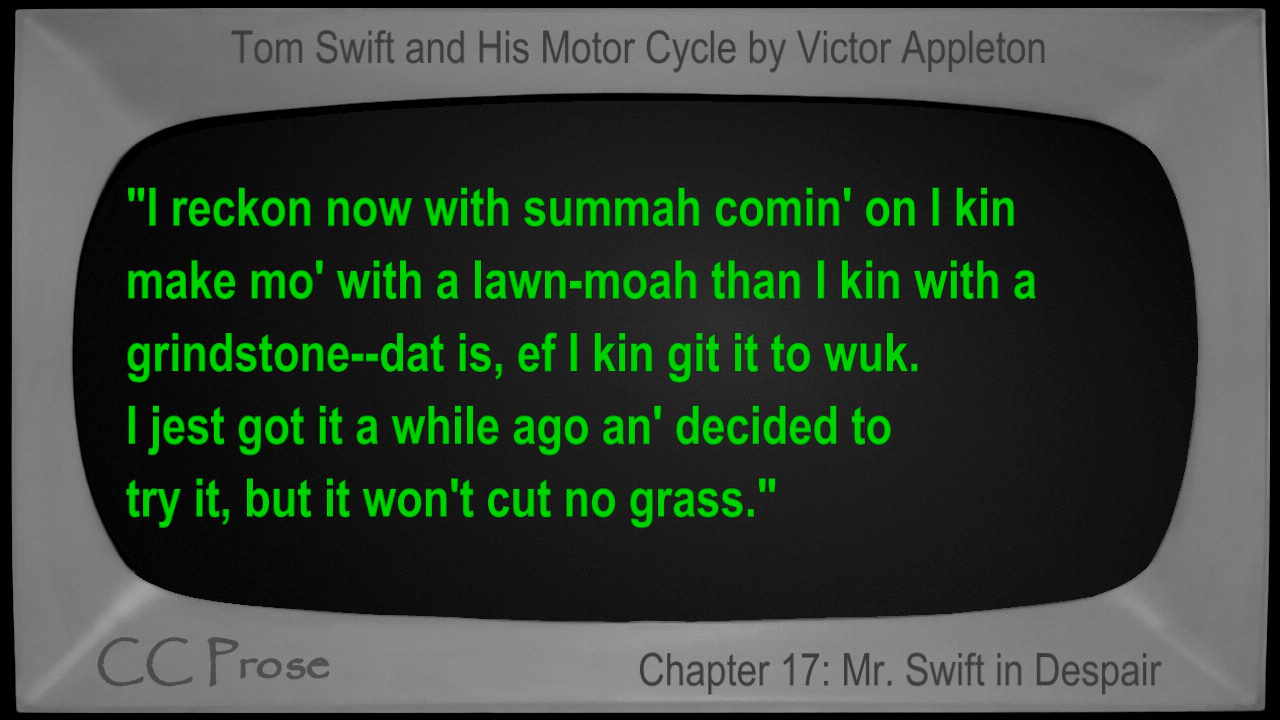 Tom Swift and His Motor Cycle by Victor Appleton
"I reckon now with summah comin' on I kin
make mo' with a lawn-moah than I kin with a
grindstone--dat is, ef I kin git it to wuk.
I jest got it a while ago an' decided to
try it, but it won't cut no grass."
CC Prose
Chapter 17: Mr. Swift in Despair